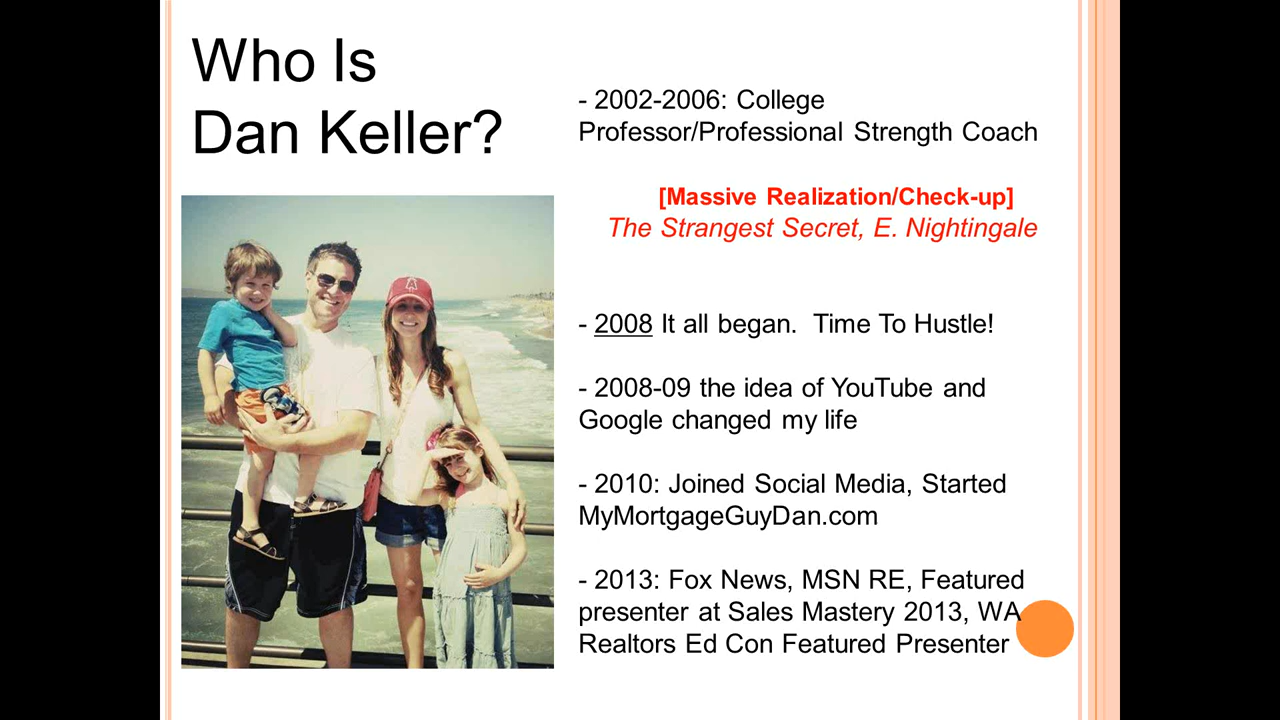 Who Is
Dan Keller?
- 2002-2006: College
Professor/Professional Strength Coach
[Massive Realization/Check-up]
The Strangest Secret, E. Nightingale
- 2008 It all began.  Time To Hustle!
- 2008-09 the idea of YouTube and
Google changed my life
- 2010: Joined Social Media, Started
MyMortgageGuyDan.com
- 2013: Fox News, MSN RE, Featured
presenter at Sales Mastery 2013, WA
Realtors Ed Con Featured Presenter